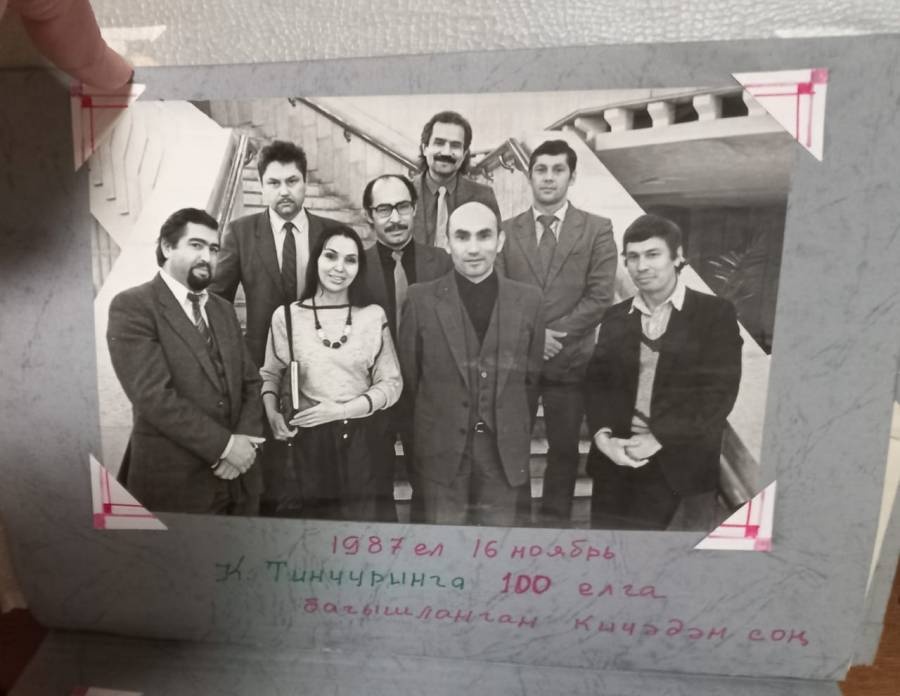 1987 ел 16 ноябрь
К. Тинчуринга 100 елга
багышланган кичәдән соң